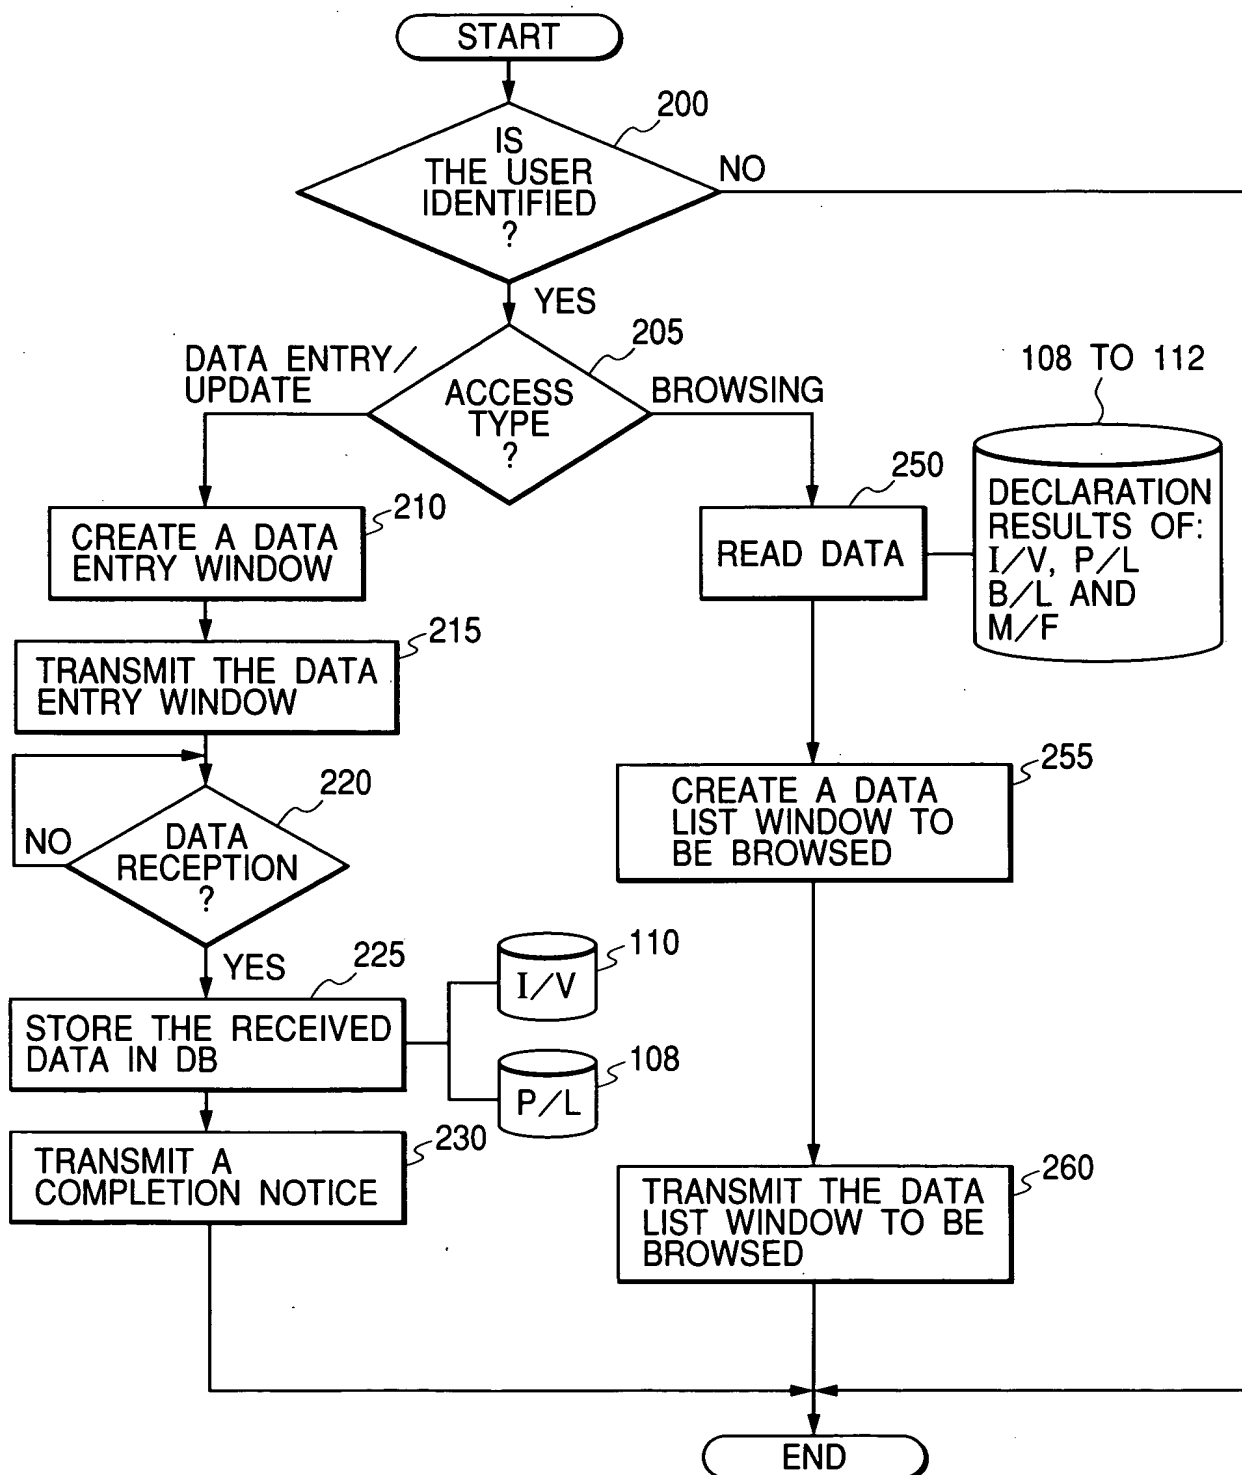 START
200
IS
THE USER
IDENTIFIED
?
NO
YES
205
DATA ENTRY/
UPDATE
ACCESS
TYPE
?
BROWSING
108 TO 112
DECLARATION
RESULTS OF:
I/V, P/L
B/L AND
M/F
210
CREATE A DATA
ENTRY WINDOW
250
READ DATA
215
TRANSMIT THE DATA
ENTRY WINDOW
220
DATA
RECEPTION
?
NO
YES
255
CREATE A DATA
LIST WINDOW TO
BE BROWSED
225
STORE THE RECEIVED
DATA IN DB
110
I/V
108
P/L
230
TRANSMIT A
COMPLETION NOTICE
260
TRANSMIT THE DATA
LIST WINDOW TO BE
BROWSED
END